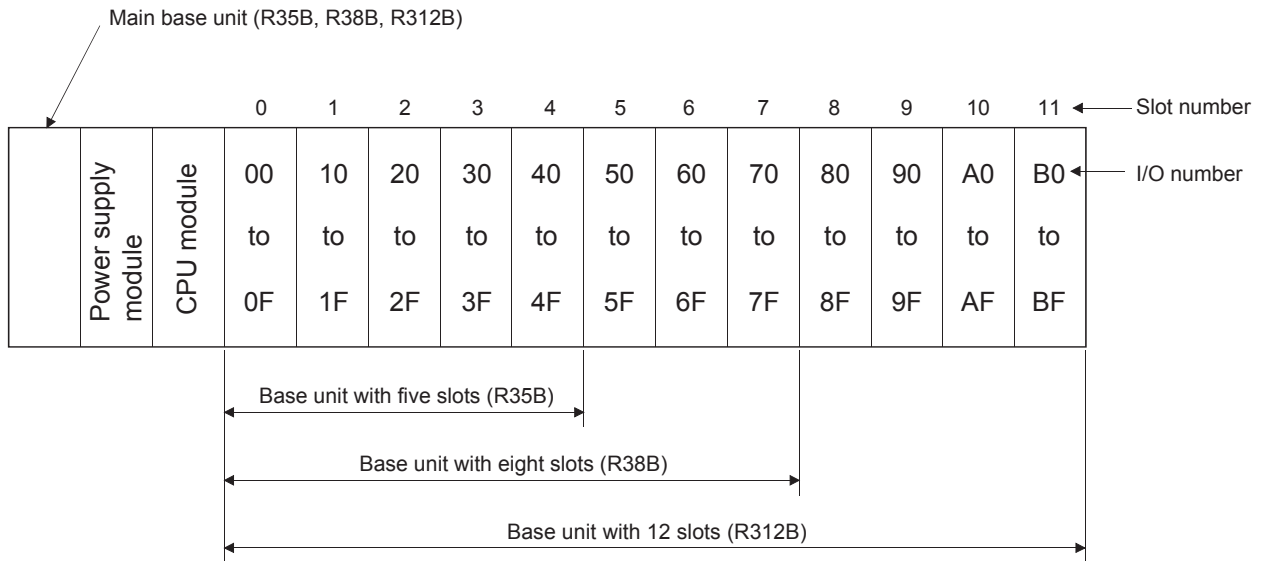 Main base unit (R35B, R38B, R312B)
0 1 2 3 4 5 6 7 8 9 10 11 Slot number
Power supply
module
CPU module
00 10 20 30 40 50 60 70 80 90 A0 B0 I/O number
to to to to to to to to to to to to
0F 1F 2F 3F 4F 5F 6F 7F 8F 9F AF BF
Base unit with five slots (R35B)
Base unit with eight slots (R38B)
Base unit with 12 slots (R312B)